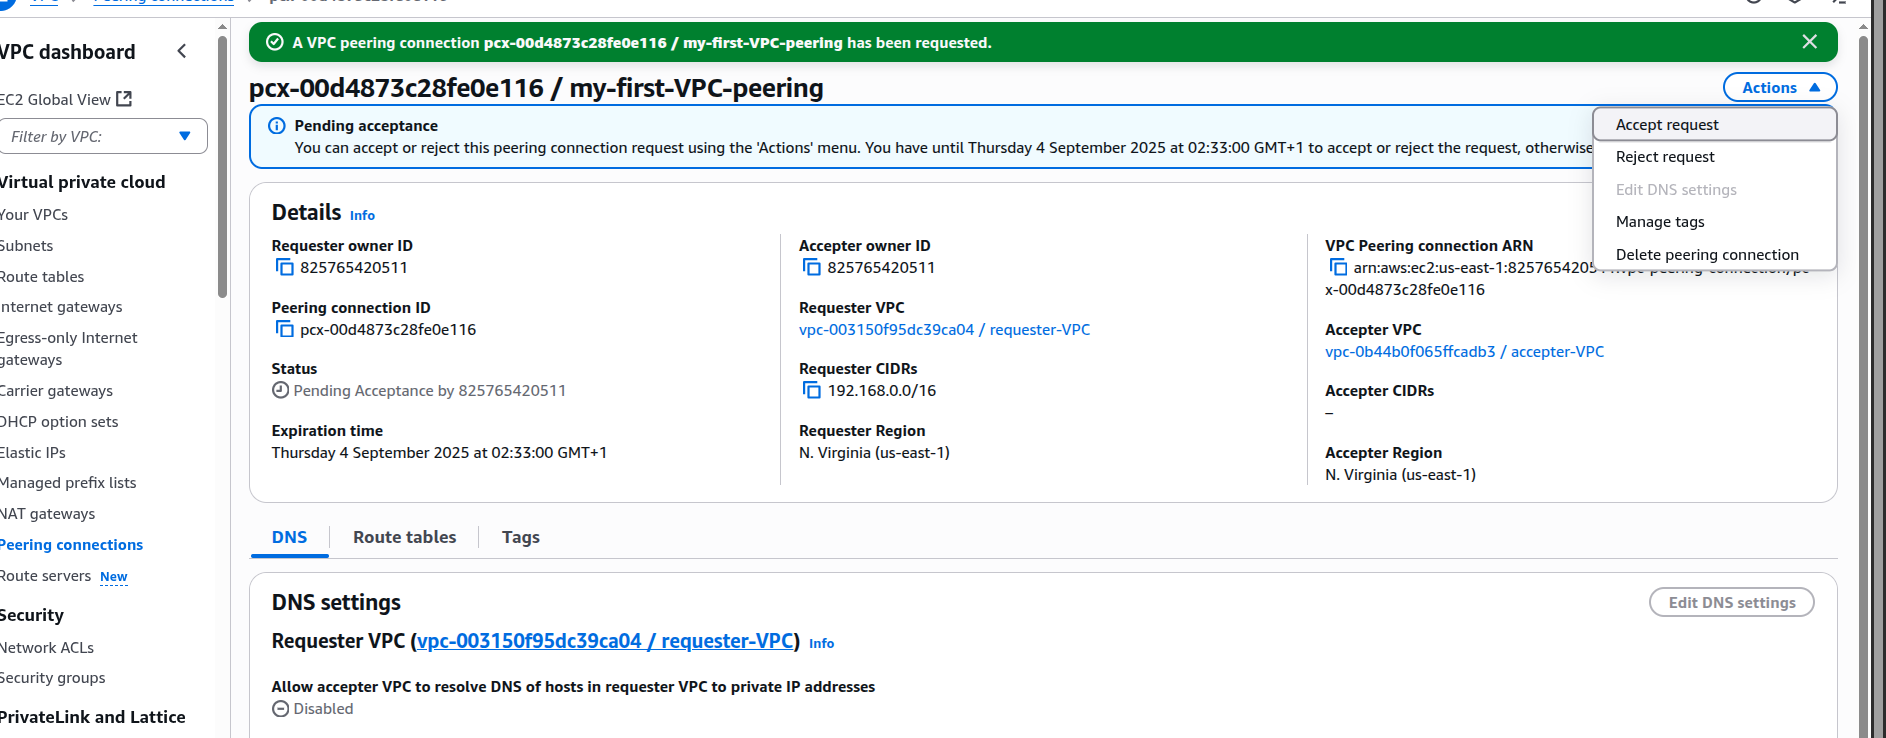 VPC dashboard
EC2 Global View
Filter by VPC:
Virtual private cloud
Your VPCs
Subnets
Route tables
Internet gateways
Egress-only Internet
gateways
Carrier gateways
DHCP option sets
Elastic IPs
Managed prefix lists
NAT gateways
Peering connections
Route servers New
Security
Network ACLs
Security groups
PrivateLink and Lattice
A VPC peering connection pcx-00d4873c28fe0e116 / my-first-VPC-peering has been requested.
pcx-00d4873c28fe0e116 / my-first-VPC-peering
Actions
Accept request
Reject request
Edit DNS settings
Manage tags
Delete peering connection
Pending acceptance
You can accept or reject this peering connection request using the 'Actions' menu. You have until Thursday 4 September 2025 at 02:33:00 GMT+1 to accept or reject the request, otherwise
Details Info
Requester owner ID
825765420511
Peering connection ID
pcx-00d4873c28fe0e116
Status
Pending Acceptance by 825765420511
Expiration time
Thursday 4 September 2025 at 02:33:00 GMT+1
Accepter owner ID
825765420511
Requester VPC
vpc-003150f95dc39ca04 / requester-VPC
Requester CIDRs
192.168.0.0/16
Requester Region
N. Virginia (us-east-1)
VPC Peering connection ARN
x-00d4873c28fe0e116
Accepter VPC
vpc-0b44b0f065ffcadb3 / accepter-VPC
Accepter CIDRs
–
Accepter Region
N. Virginia (us-east-1)
DNS
Route tables
Tags
DNS settings
Edit DNS settings
Requester VPC (vpc-003150f95dc39ca04 / requester-VPC) Info
Allow accepter VPC to resolve DNS of hosts in requester VPC to private IP addresses
Disabled